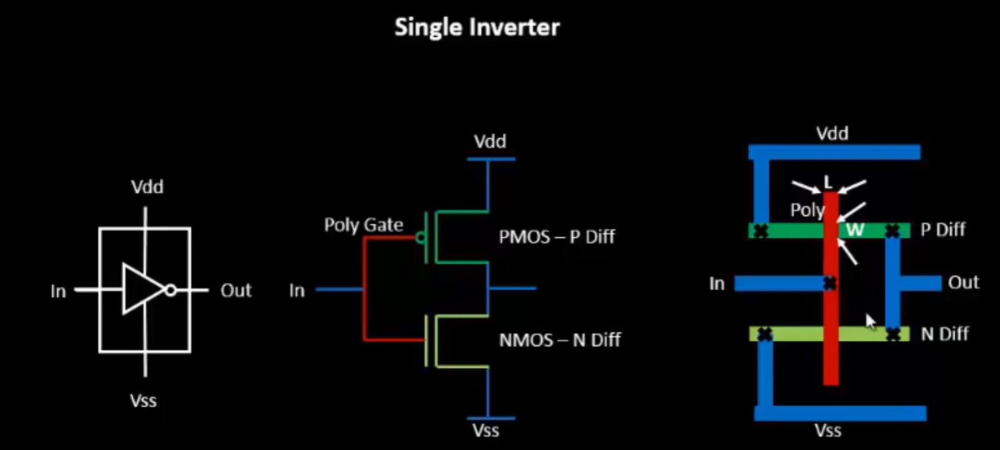 Single Inverter
Vdd
In
Out
Vss
Vdd
Poly Gate
PMOS – P Diff
In
NMOS – N Diff
Vss
Vdd
L
Poly
W
P Diff
In
Out
N Diff
Vss